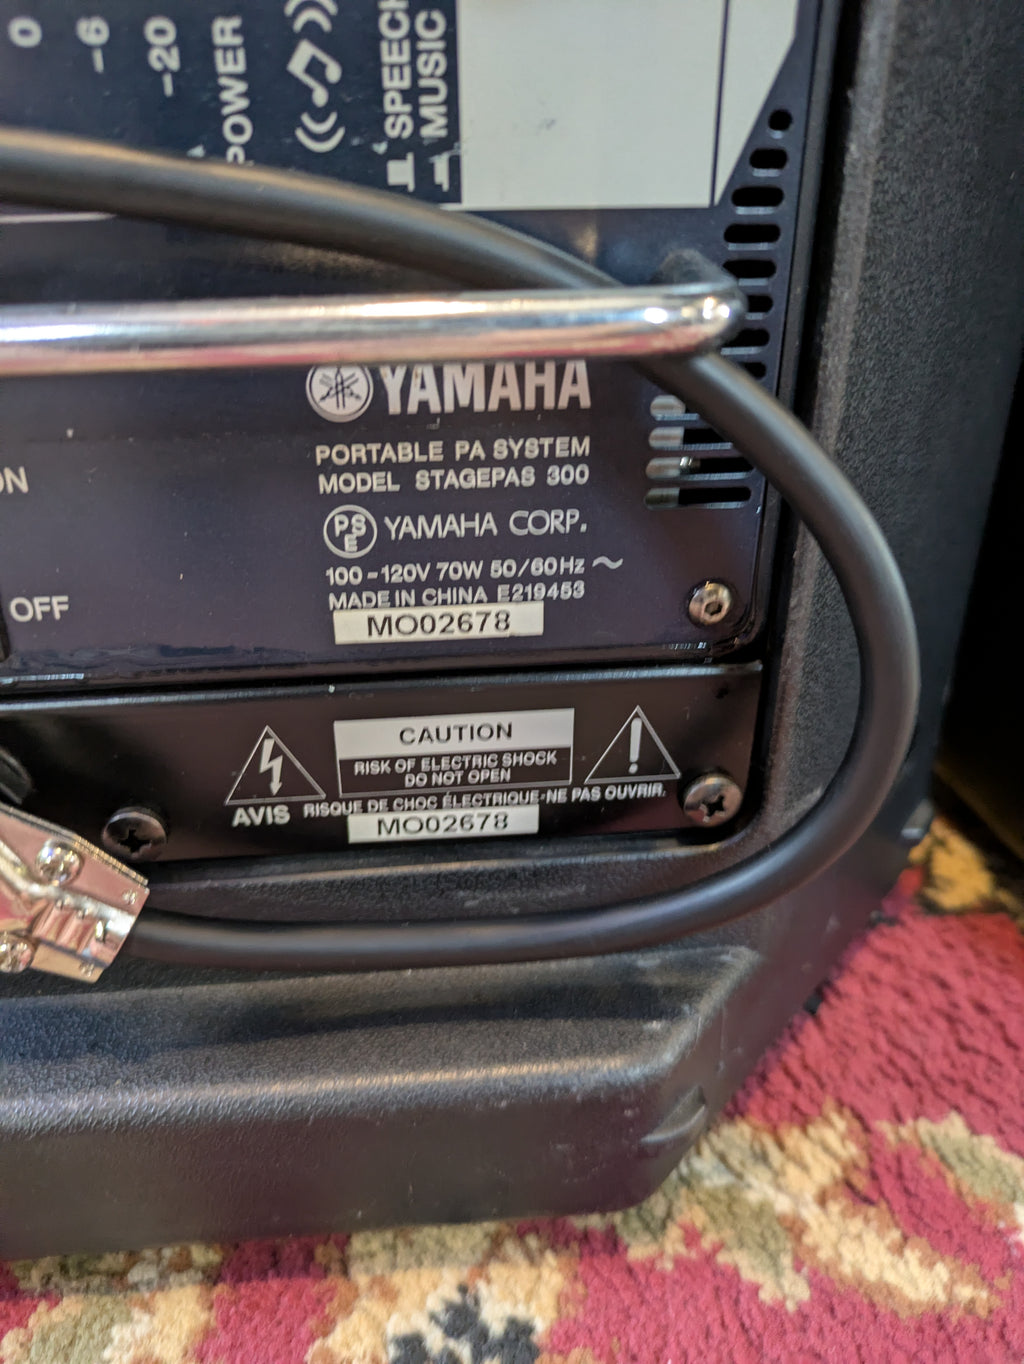 0
-6
-20
POWER
SPEECH
MUSIC
YAMAHA
PORTABLE PA SYSTEM
MODEL STAGEPAS 300
PSE YAMAHA CORP.
100-120V 70W 50/60Hz ~
MADE IN CHINA E219453
MO02678
ON
OFF
CAUTION
RISK OF ELECTRIC SHOCK
DO NOT OPEN
AVIS RISQUE DE CHOC ÉLECTRIQUE-NE PAS OUVRIR.
MO02678